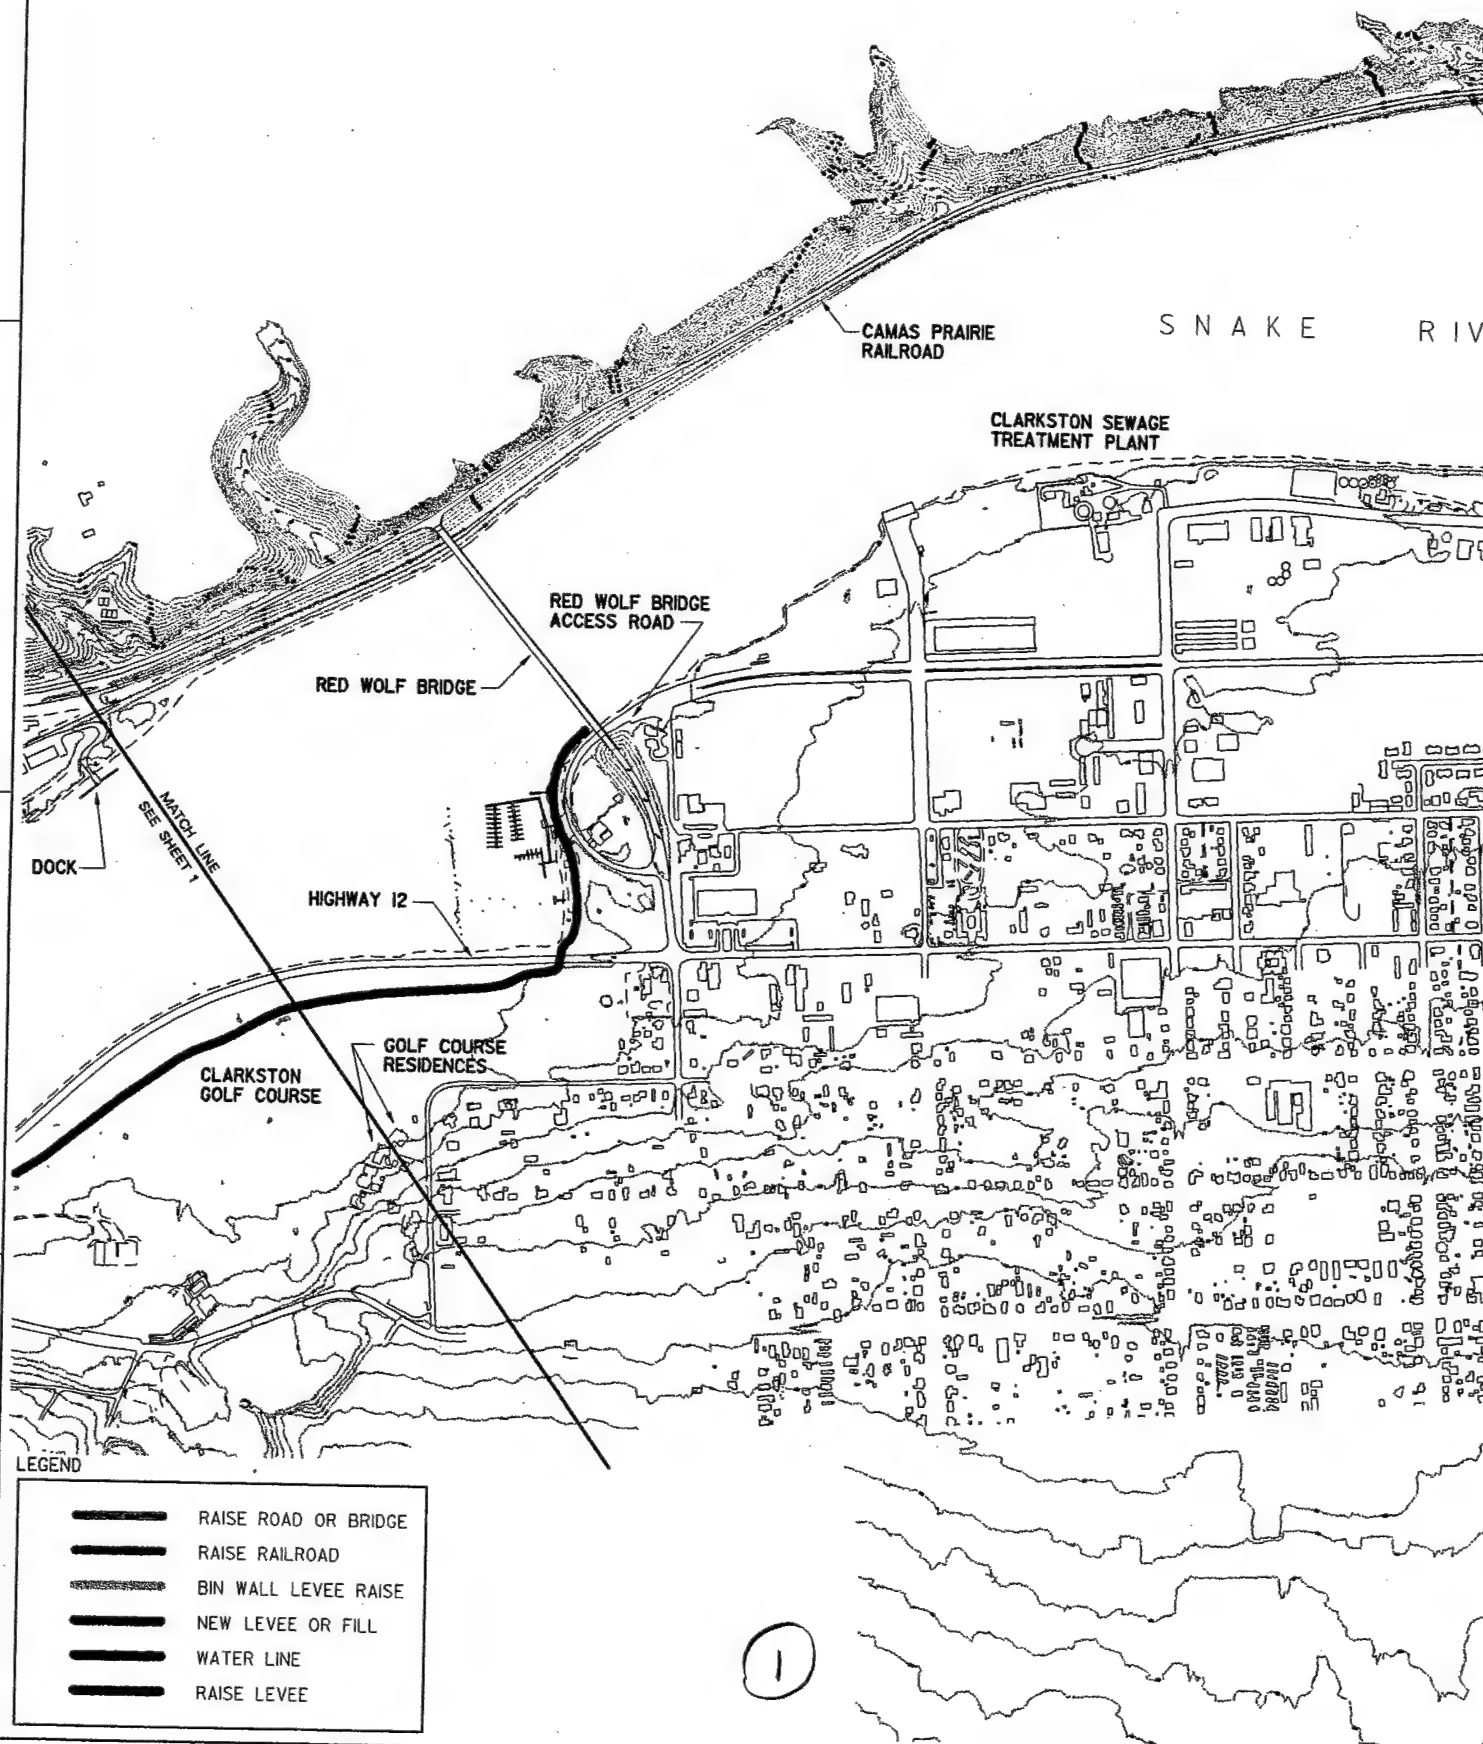 CAMAS PRAIRIE
RAILROAD
SNAKE RIV
CLARKSTON SEWAGE
TREATMENT PLANT
RED WOLF BRIDGE
ACCESS ROAD
RED WOLF BRIDGE
MATCH LINE
SEE SHEET 1
DOCK
HIGHWAY 12
GOLF COURSE
RESIDENCES
CLARKSTON
GOLF COURSE
LEGEND
RAISE ROAD OR BRIDGE
RAISE RAILROAD
BIN WALL LEVEE RAISE
NEW LEVEE OR FILL
WATER LINE
RAISE LEVEE
1